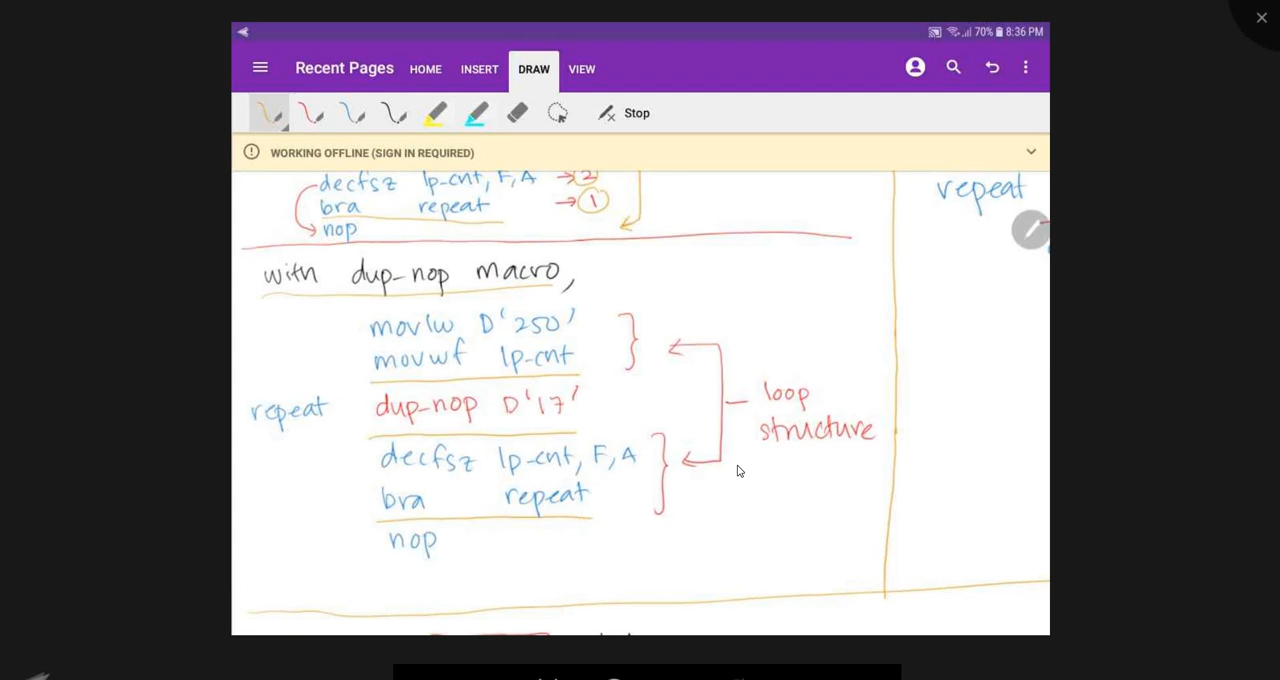 70% 8:36 PM
Recent Pages HOME INSERT DRAW VIEW
Stop
WORKING OFFLINE (SIGN IN REQUIRED)
decfsz lp-cnt, F, A → 2
bra repeat → 1
nop
repeat
with dup-nop macro,
movlw D'250'
movwf lp-cnt
repeat dup-nop D'17'
decfsz lp-cnt, F, A
bra repeat
nop
loop
structure